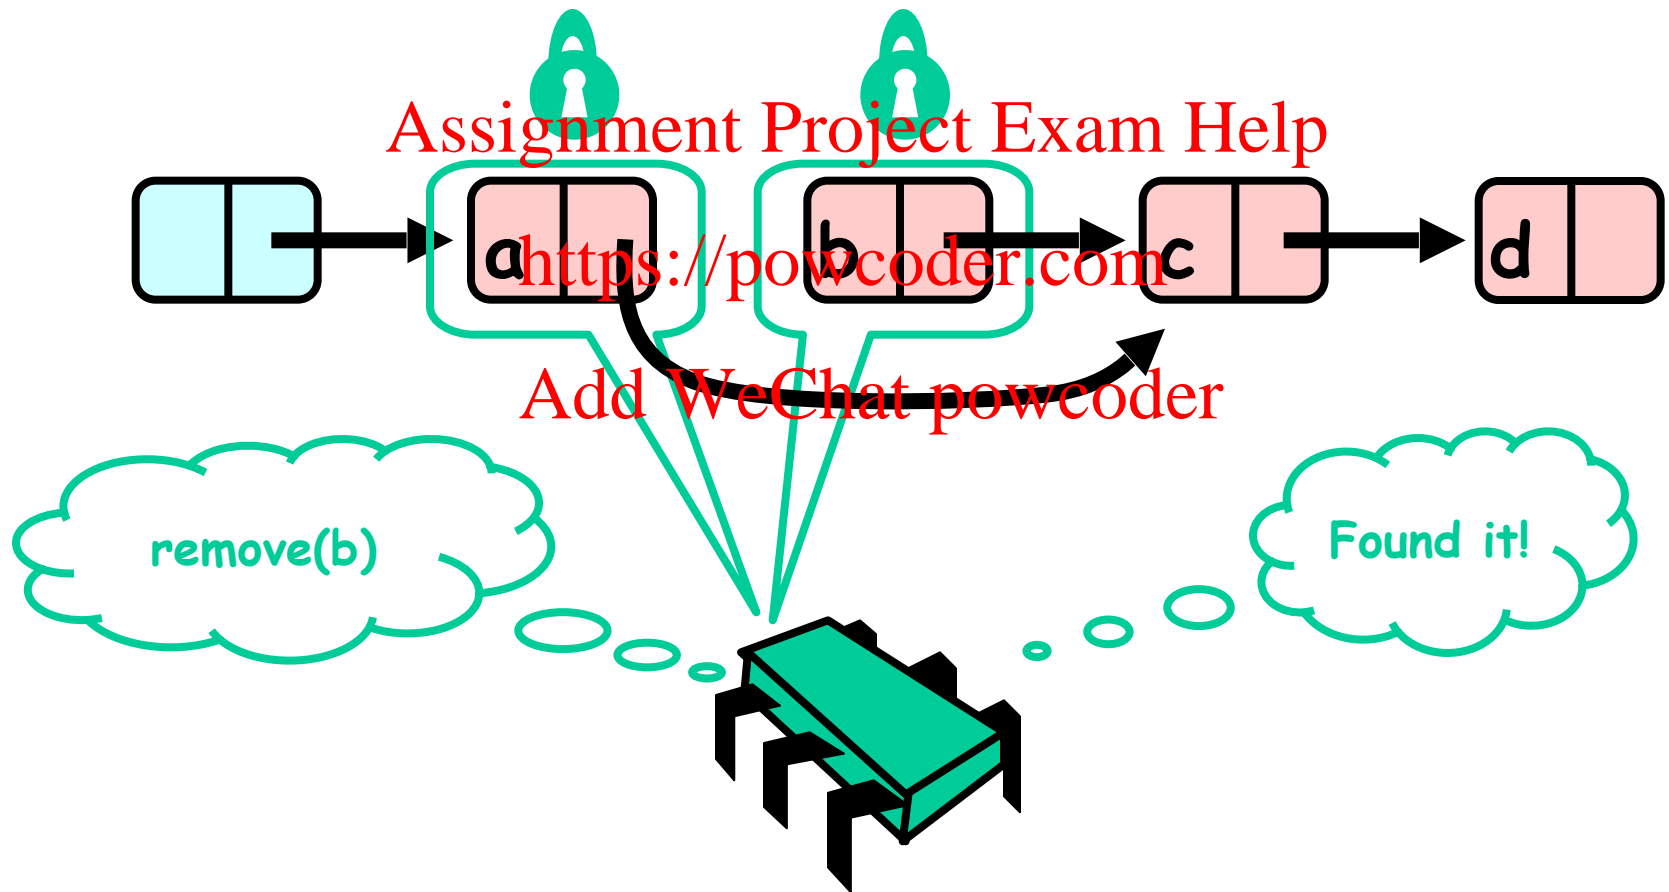 Assignment Project Exam Help
a
b
c
d
https://powcoder.com
Add WeChat powcoder
remove(b)
Found it!